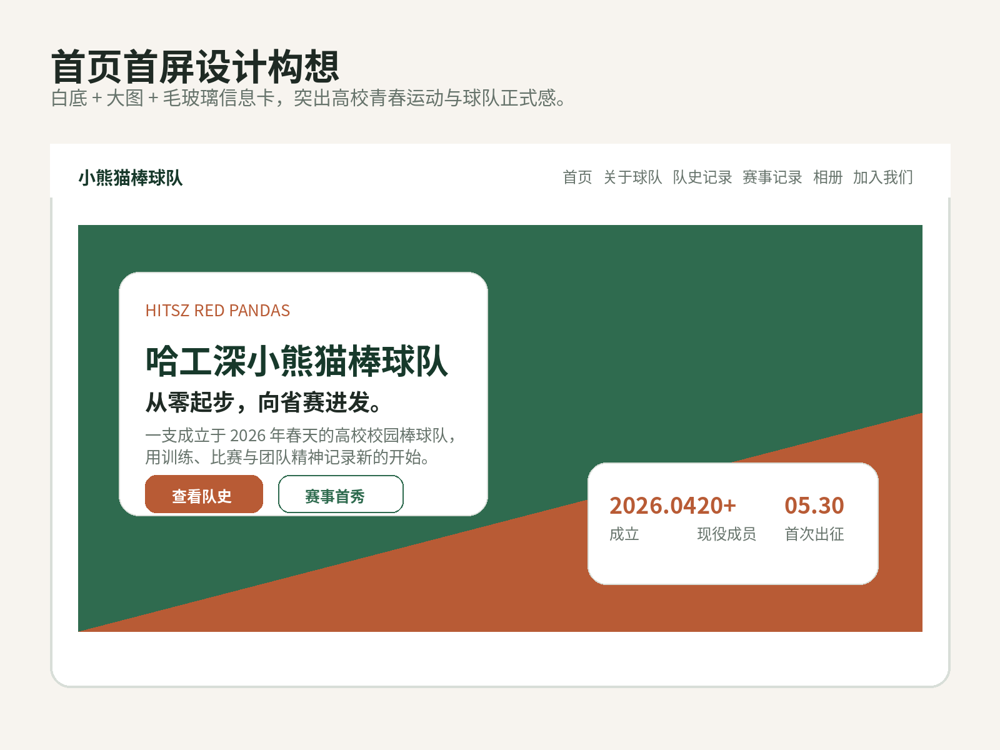 首页首屏设计构想
白底 + 大图 + 毛玻璃信息卡，突出高校青春运动与球队正式感。
小熊猫棒球队
首页 关于球队 队史记录 赛事记录 相册 加入我们
HITSZ RED PANDAS
哈工深小熊猫棒球队
从零起步，向省赛进发。
一支成立于 2026 年春天的高校校园棒球队，
用训练、比赛与团队精神记录新的开始。
查看队史 赛事首秀
2026.04 20+ 05.30
成立 现役成员 首次出征